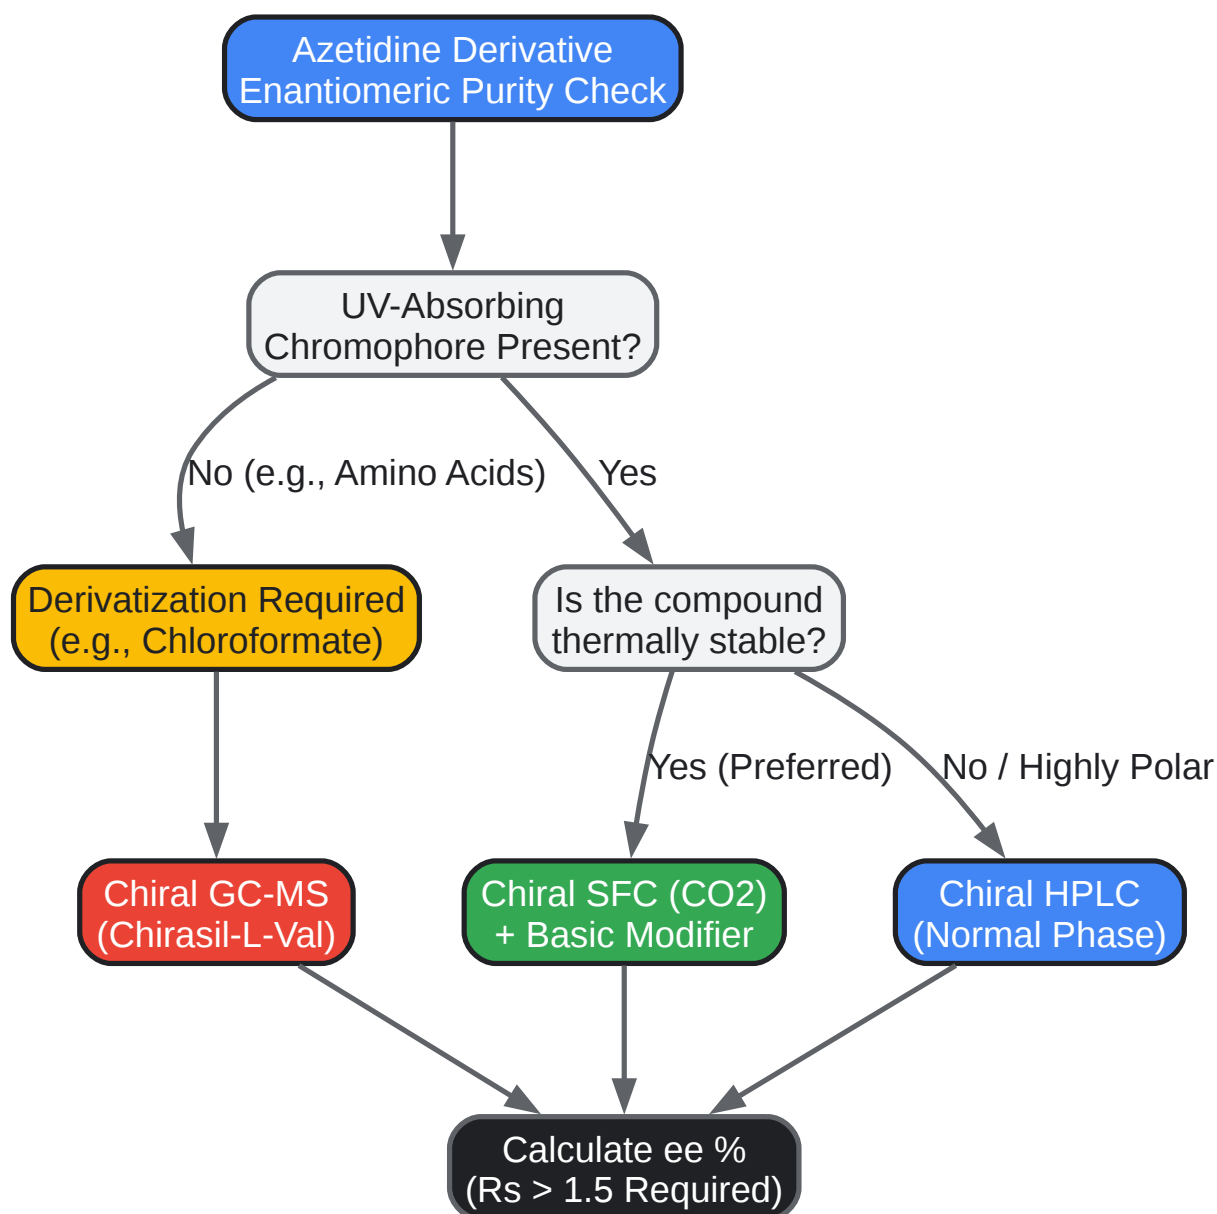 Azetidine Derivative
Enantiomeric Purity Check
UV-Absorbing
Chromophore Present?
No (e.g., Amino Acids)
Yes
Derivatization Required
(e.g., Chloroformate)
Is the compound
thermally stable?
Yes (Preferred)
No / Highly Polar
Chiral GC-MS
(Chirasil-L-Val)
Chiral SFC (CO2)
+ Basic Modifier
Chiral HPLC
(Normal Phase)
Calculate ee %
(Rs > 1.5 Required)